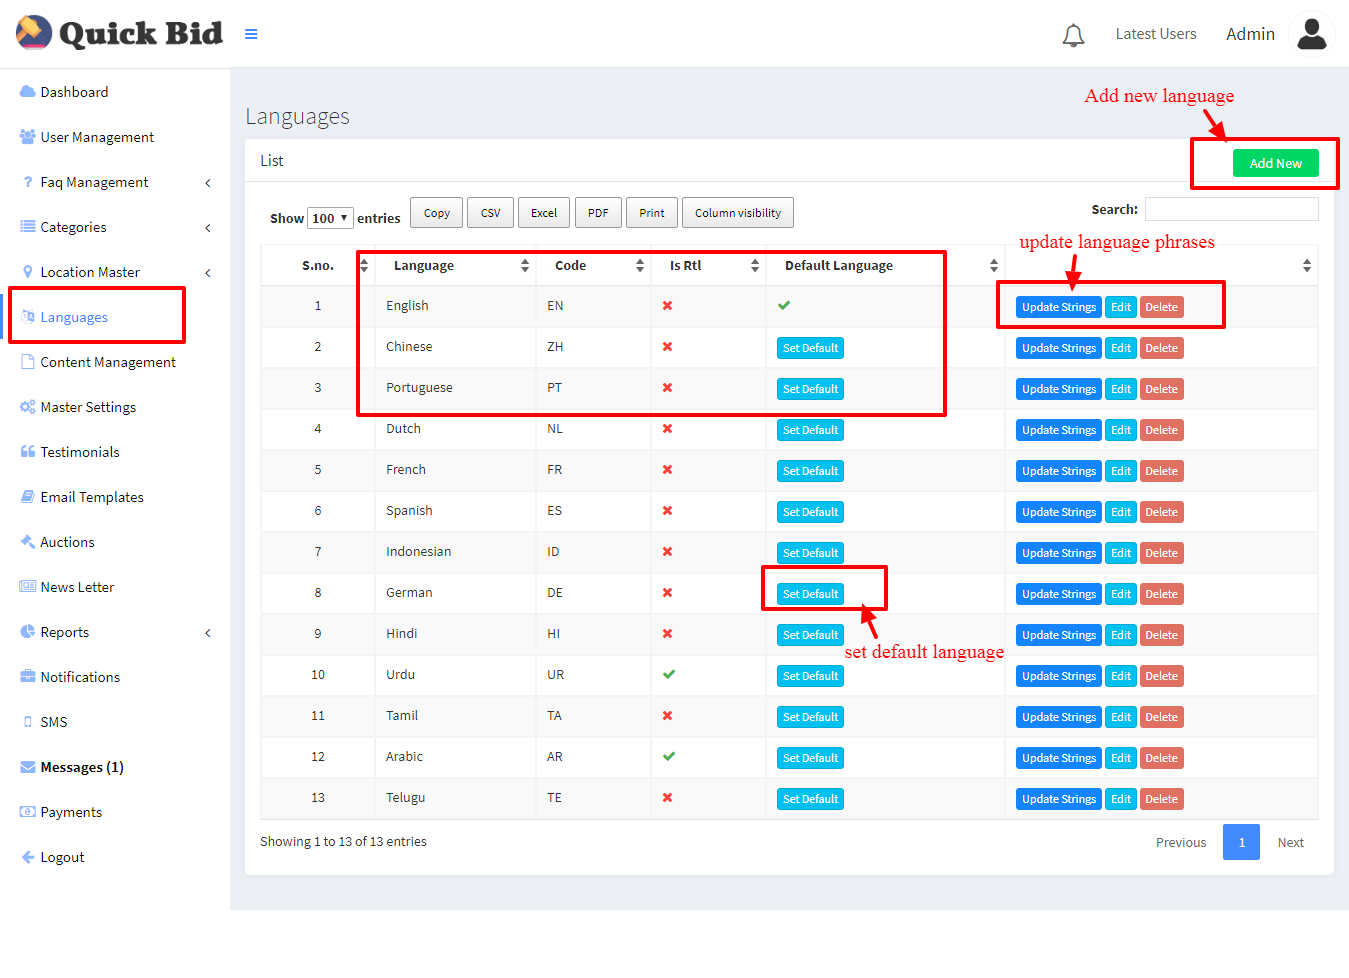 Quick Bid
Latest Users
Admin
Dashboard
User Management
Faq Management
Categories
Location Master
Languages
Content Management
Master Settings
Testimonials
Email Templates
Auctions
News Letter
Reports
Notifications
SMS
Messages (1)
Payments
Logout
Add new language
Languages
List
Add New
Show 100 entries Copy CSV Excel PDF Print Column visibility Search:
update language phrases
S.no. Language Code Is Rtl Default Language
1 English EN Update Strings Edit Delete
2 Chinese ZH Set Default Update Strings Edit Delete
3 Portuguese PT Set Default Update Strings Edit Delete
4 Dutch NL Set Default Update Strings Edit Delete
5 French FR Set Default Update Strings Edit Delete
6 Spanish ES Set Default Update Strings Edit Delete
7 Indonesian ID Set Default Update Strings Edit Delete
8 German DE Set Default Update Strings Edit Delete
9 Hindi HI Set Default Update Strings Edit Delete
set default language
10 Urdu UR Set Default Update Strings Edit Delete
11 Tamil TA Set Default Update Strings Edit Delete
12 Arabic AR Set Default Update Strings Edit Delete
13 Telugu TE Set Default Update Strings Edit Delete
Showing 1 to 13 of 13 entries
Previous 1 Next